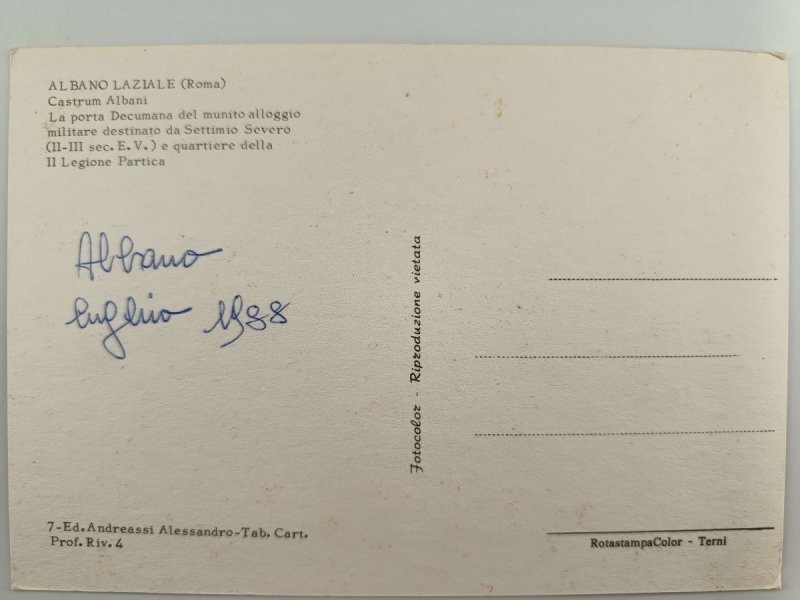 ALBANO LAZIALE (Roma)
Castrum Albani
La porta Decumana del munito alloggio
militare destinato da Settimio Severo
(II-III sec. E. V.) e quartiere della
II Legione Partica
Albano
luglio 1988
Fotocolor - Riproduzione vietata
7-Ed. Andreassi Alessandro-Tab. Cart.
Prof. Riv. 4
RotastampaColor - Terni